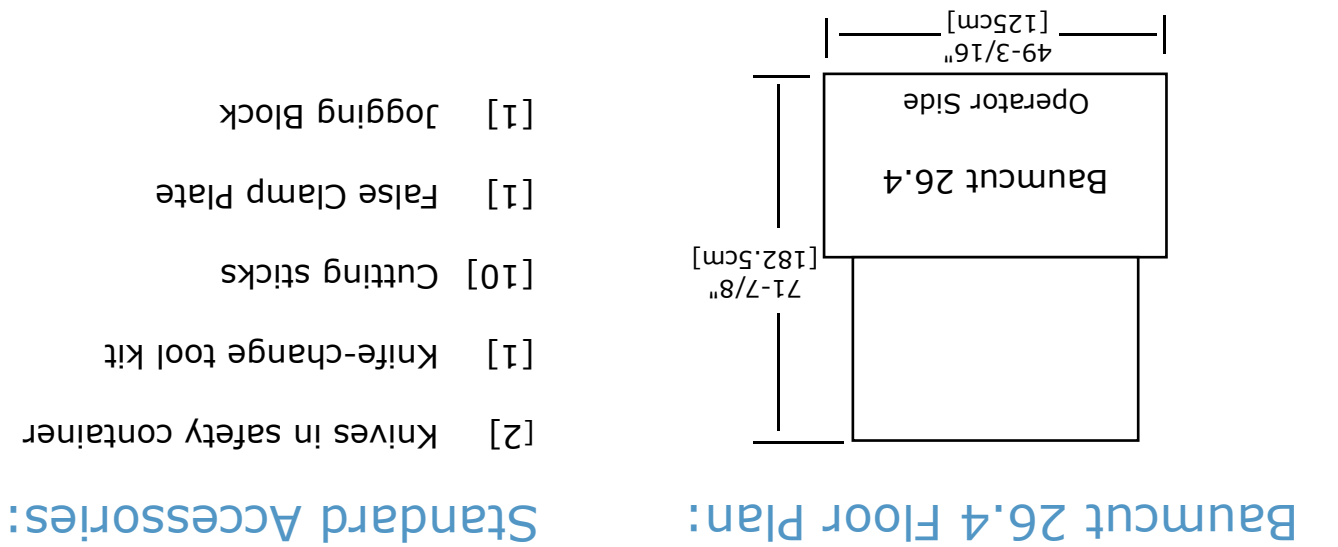 Baumcut 26.4 Floor Plan:
71-7/8"
[182.5cm]
Baumcut 26.4
Operator Side
49-3/16"
[125cm]
Standard Accessories:
[2] Knives in safety container
[1] Knife-change tool kit
[10] Cutting sticks
[1] False Clamp Plate
[1] Jogging Block